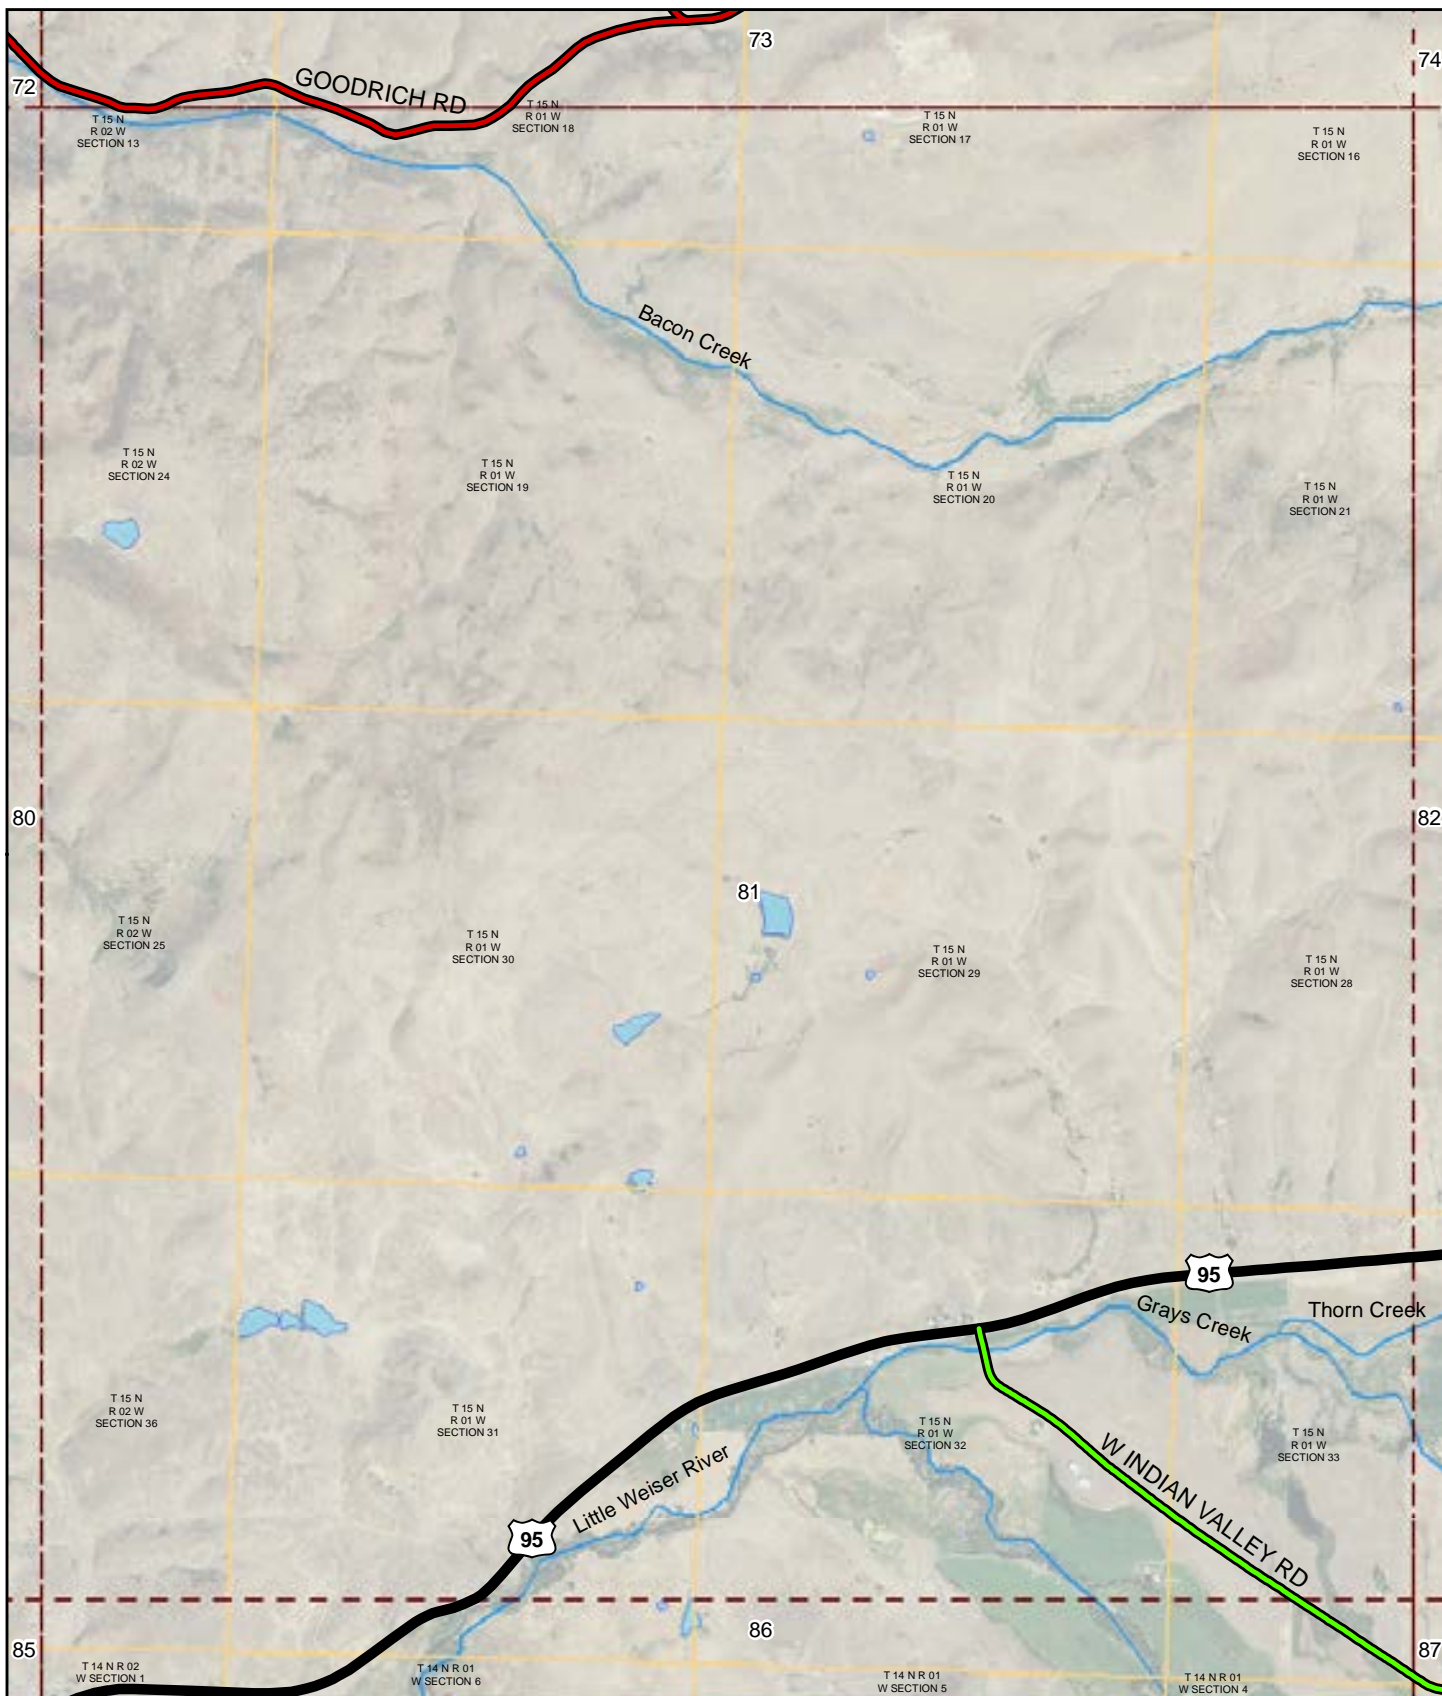 73
74
72
GOODRICH RD
T 15 N
R 02 W
SECTION 13
T 15 N
R 01 W
SECTION 18
T 15 N
R 01 W
SECTION 17
T 15 N
R 01 W
SECTION 16
Bacon Creek
T 15 N
R 02 W
SECTION 24
T 15 N
R 01 W
SECTION 19
T 15 N
R 01 W
SECTION 20
T 15 N
R 01 W
SECTION 21
80
82
81
T 15 N
R 02 W
SECTION 25
T 15 N
R 01 W
SECTION 30
T 15 N
R 01 W
SECTION 29
T 15 N
R 01 W
SECTION 28
95
Grays Creek
Thorn Creek
T 15 N
R 02 W
SECTION 36
T 15 N
R 01 W
SECTION 31
T 15 N
R 01 W
SECTION 32
T 15 N
R 01 W
SECTION 33
W INDIAN VALLEY RD
Little Weiser River
95
85
86
87
T 14 N R 02
W SECTION 1
T 14 N R 01
W SECTION 6
T 14 N R 01
W SECTION 5
T 14 N R 01
W SECTION 4